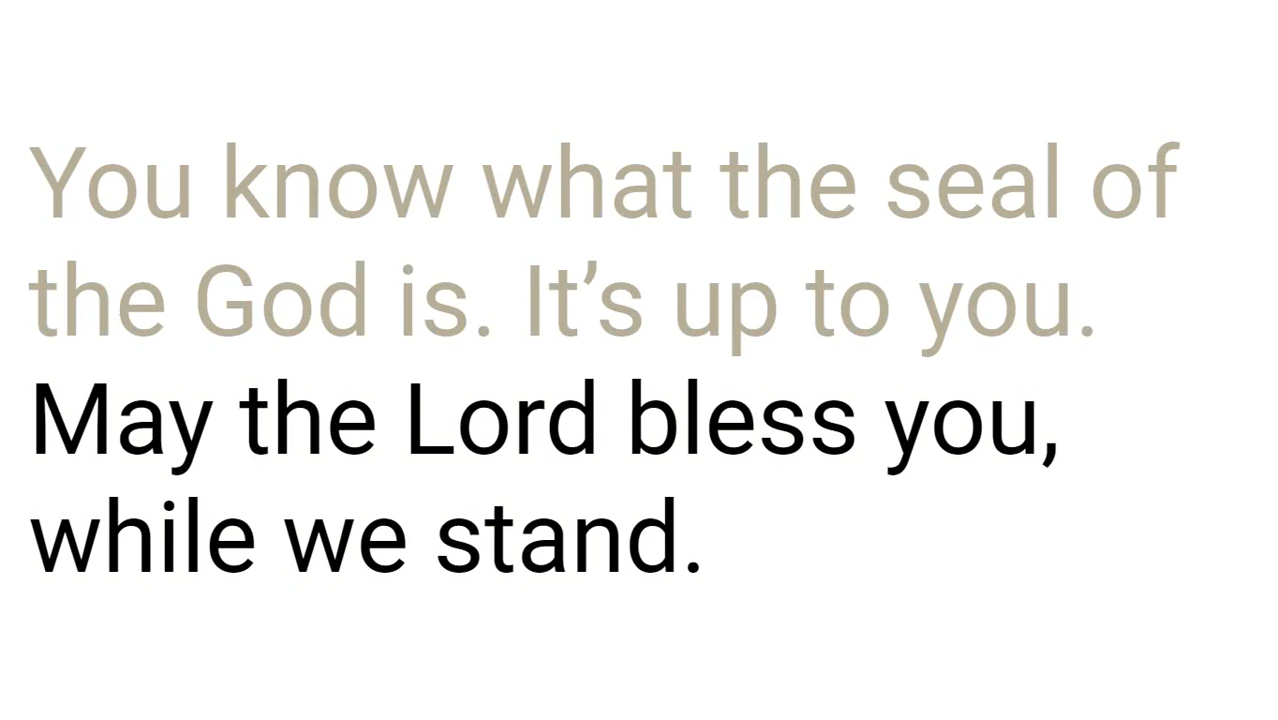 You know what the seal of
the God is. It’s up to you.
May the Lord bless you,
while we stand.